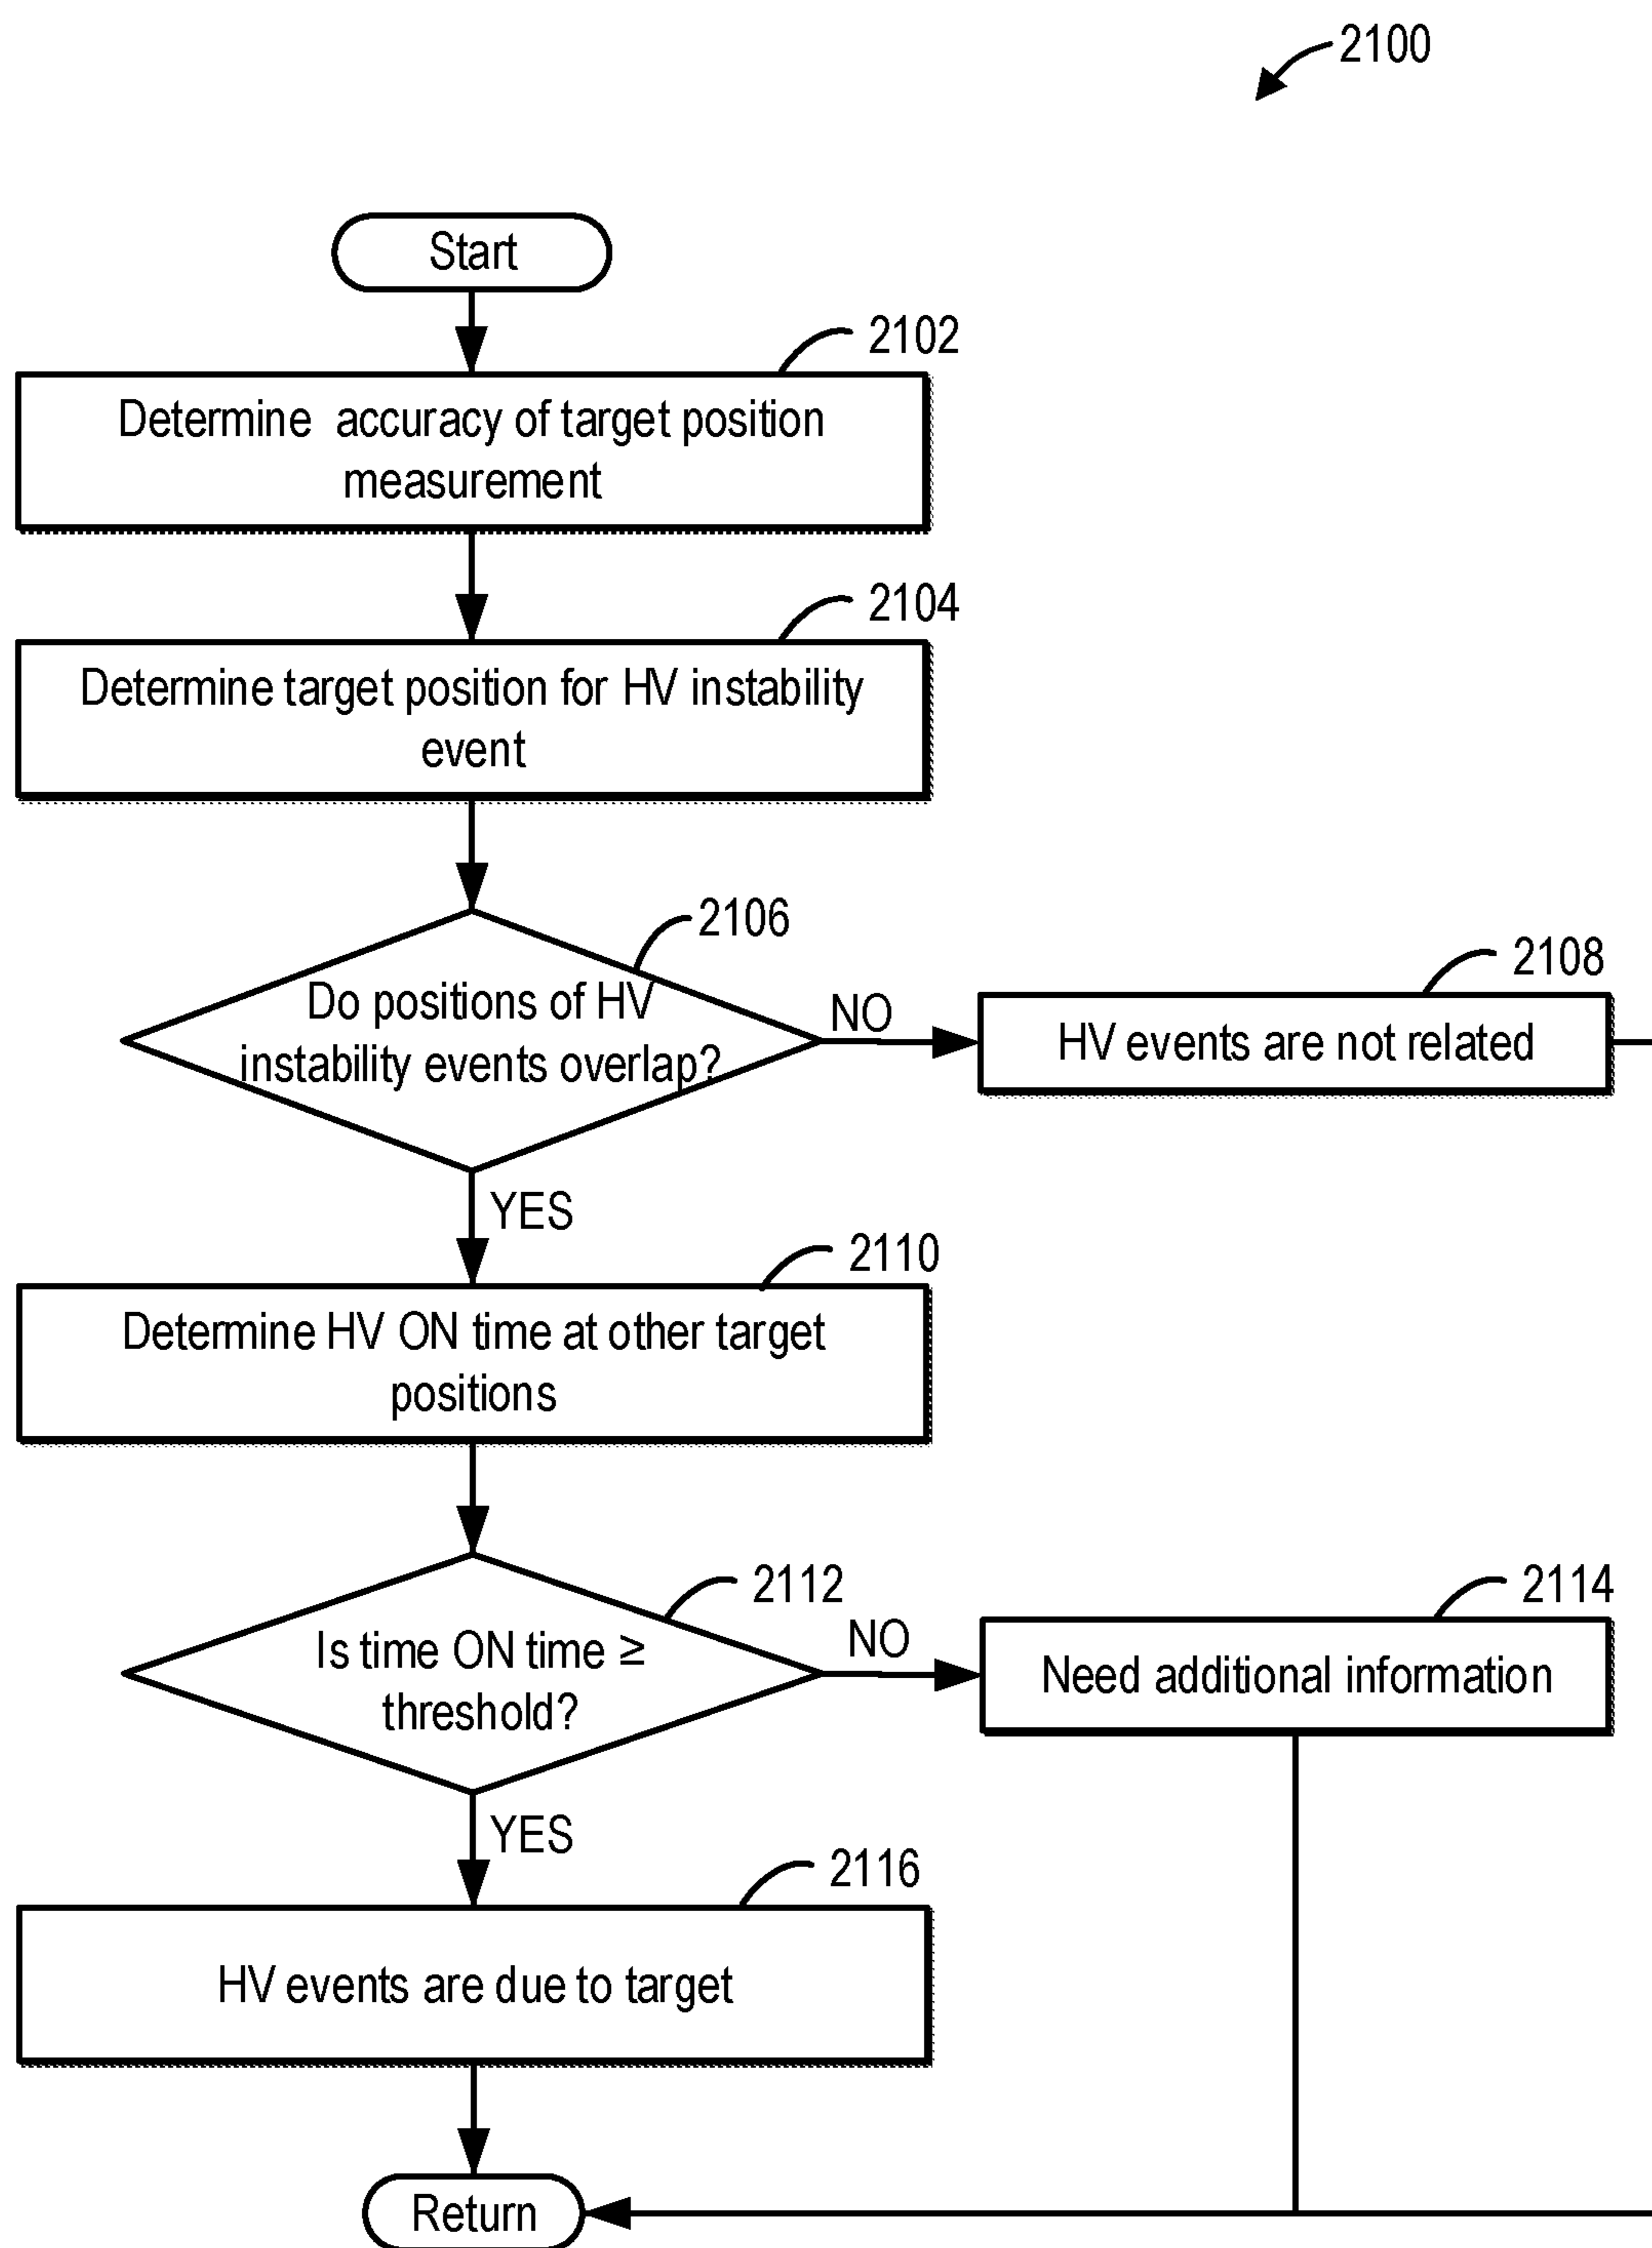 2100
Start
2102
Determine accuracy of target position
measurement
2104
Determine target position for HV instability
event
2106
Do positions of HV
instability events overlap?
NO
2108
HV events are not related
YES
2110
Determine HV ON time at other target
positions
2112
Is time ON time ≥
threshold?
NO
2114
Need additional information
YES
2116
HV events are due to target
Return